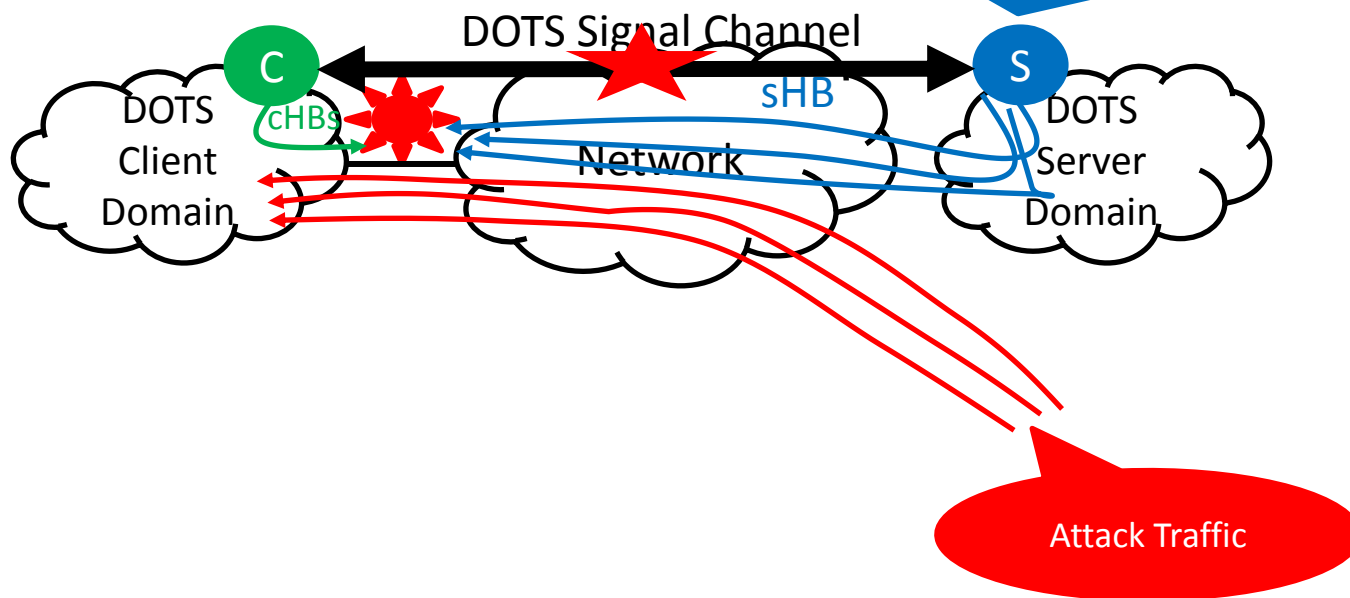 DOTS Signal Channel
C
S
sHB
cHBs
DOTS
Client
Domain
Network
DOTS
Server
Domain
Attack Traffic